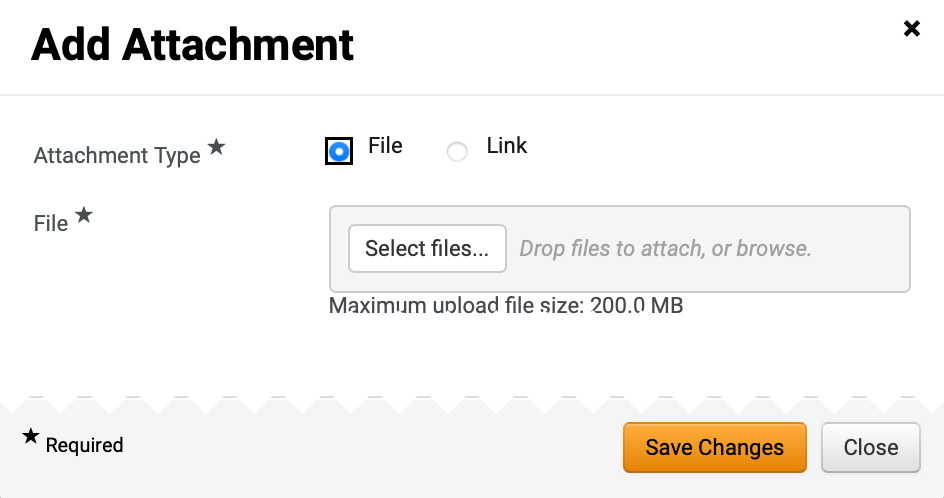 Add Attachment
Attachment Type ★ File Link
File ★
Select files... Drop files to attach, or browse.
Maximum upload file size: 200.0 MB
★ Required Save Changes Close